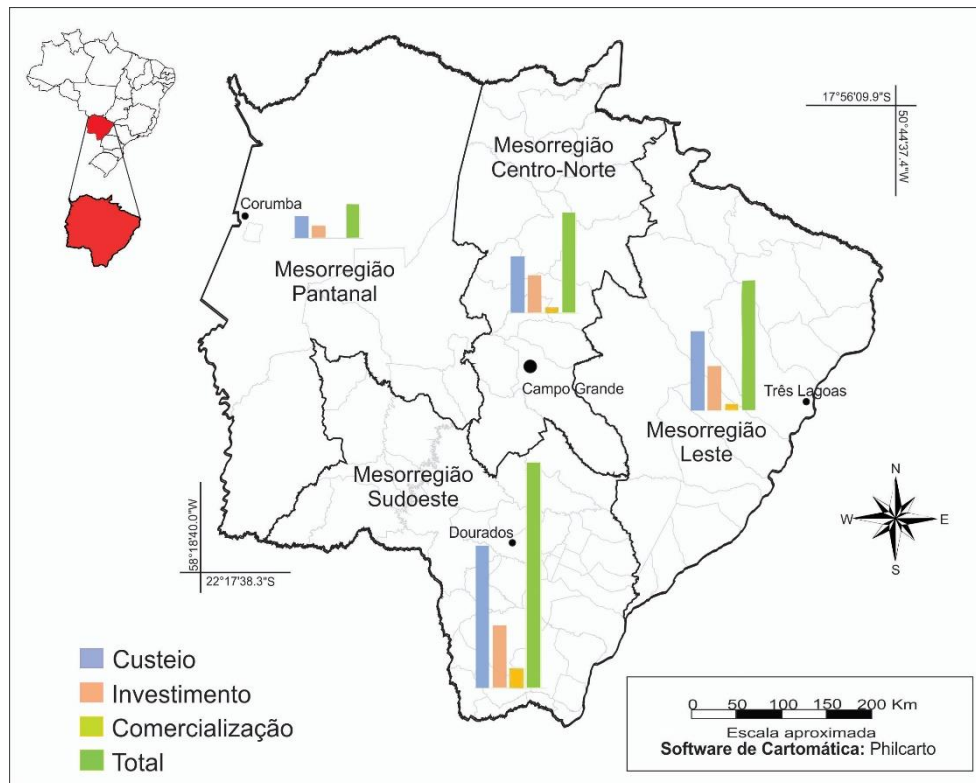 17°56'09.9"S
50°44'37.4"W
Mesorregião
Centro-Norte
Corumba
Mesorregião
Pantanal
Campo Grande
Três Lagoas
Mesorregião
Leste
Mesorregião
Sudoeste
Dourados
N
W
E
S
58°18'40.0"W
22°17'38.3"S
Custeio
Investimento
Comercialização
Total
0 50 100 150 200 Km
Escala aproximada
Software de Cartomática: Philcarto